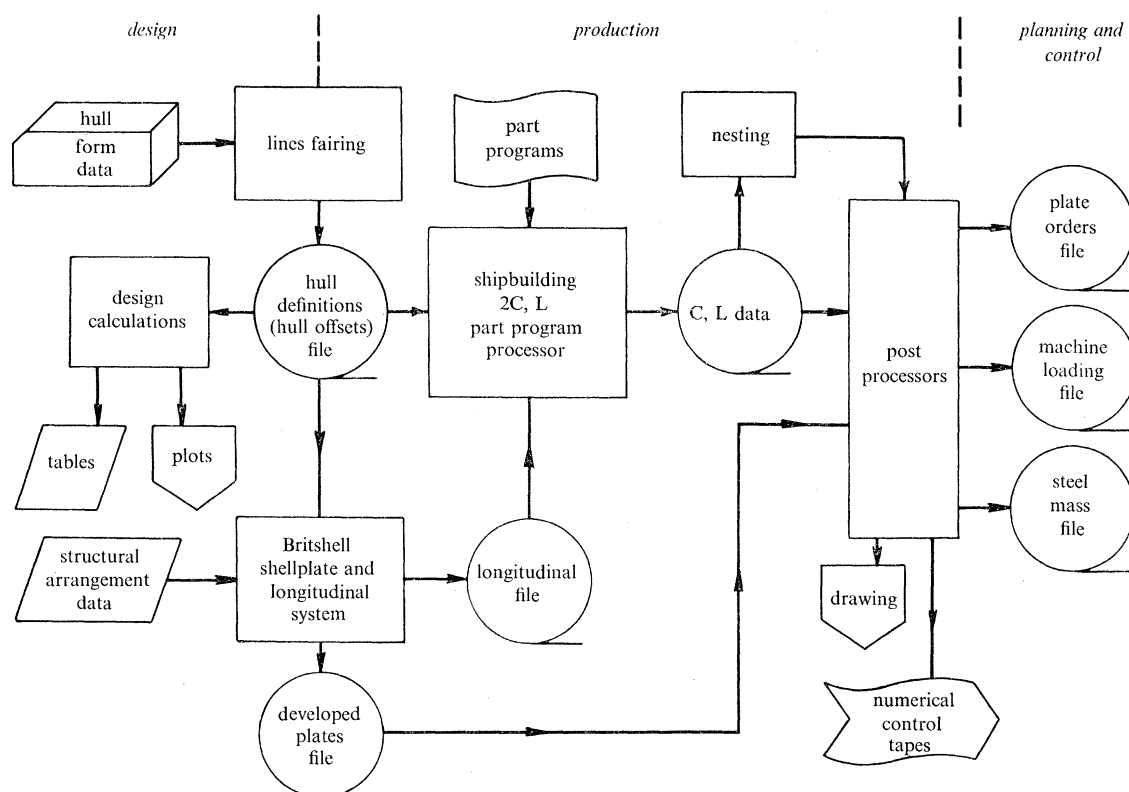 design
production
planning and
control
hull
form
data
lines fairing
part
programs
nesting
plate
orders
file
design
calculations
hull
definitions
(hull offsets)
file
shipbuilding
2C, L
part program
processor
C, L data
post
processors
machine
loading
file
tables
plots
steel
mass
file
structural
arrangement
data
Britshell
shellplate and
longitudinal
system
longitudinal
file
drawing
developed
plates
file
numerical
control
tapes